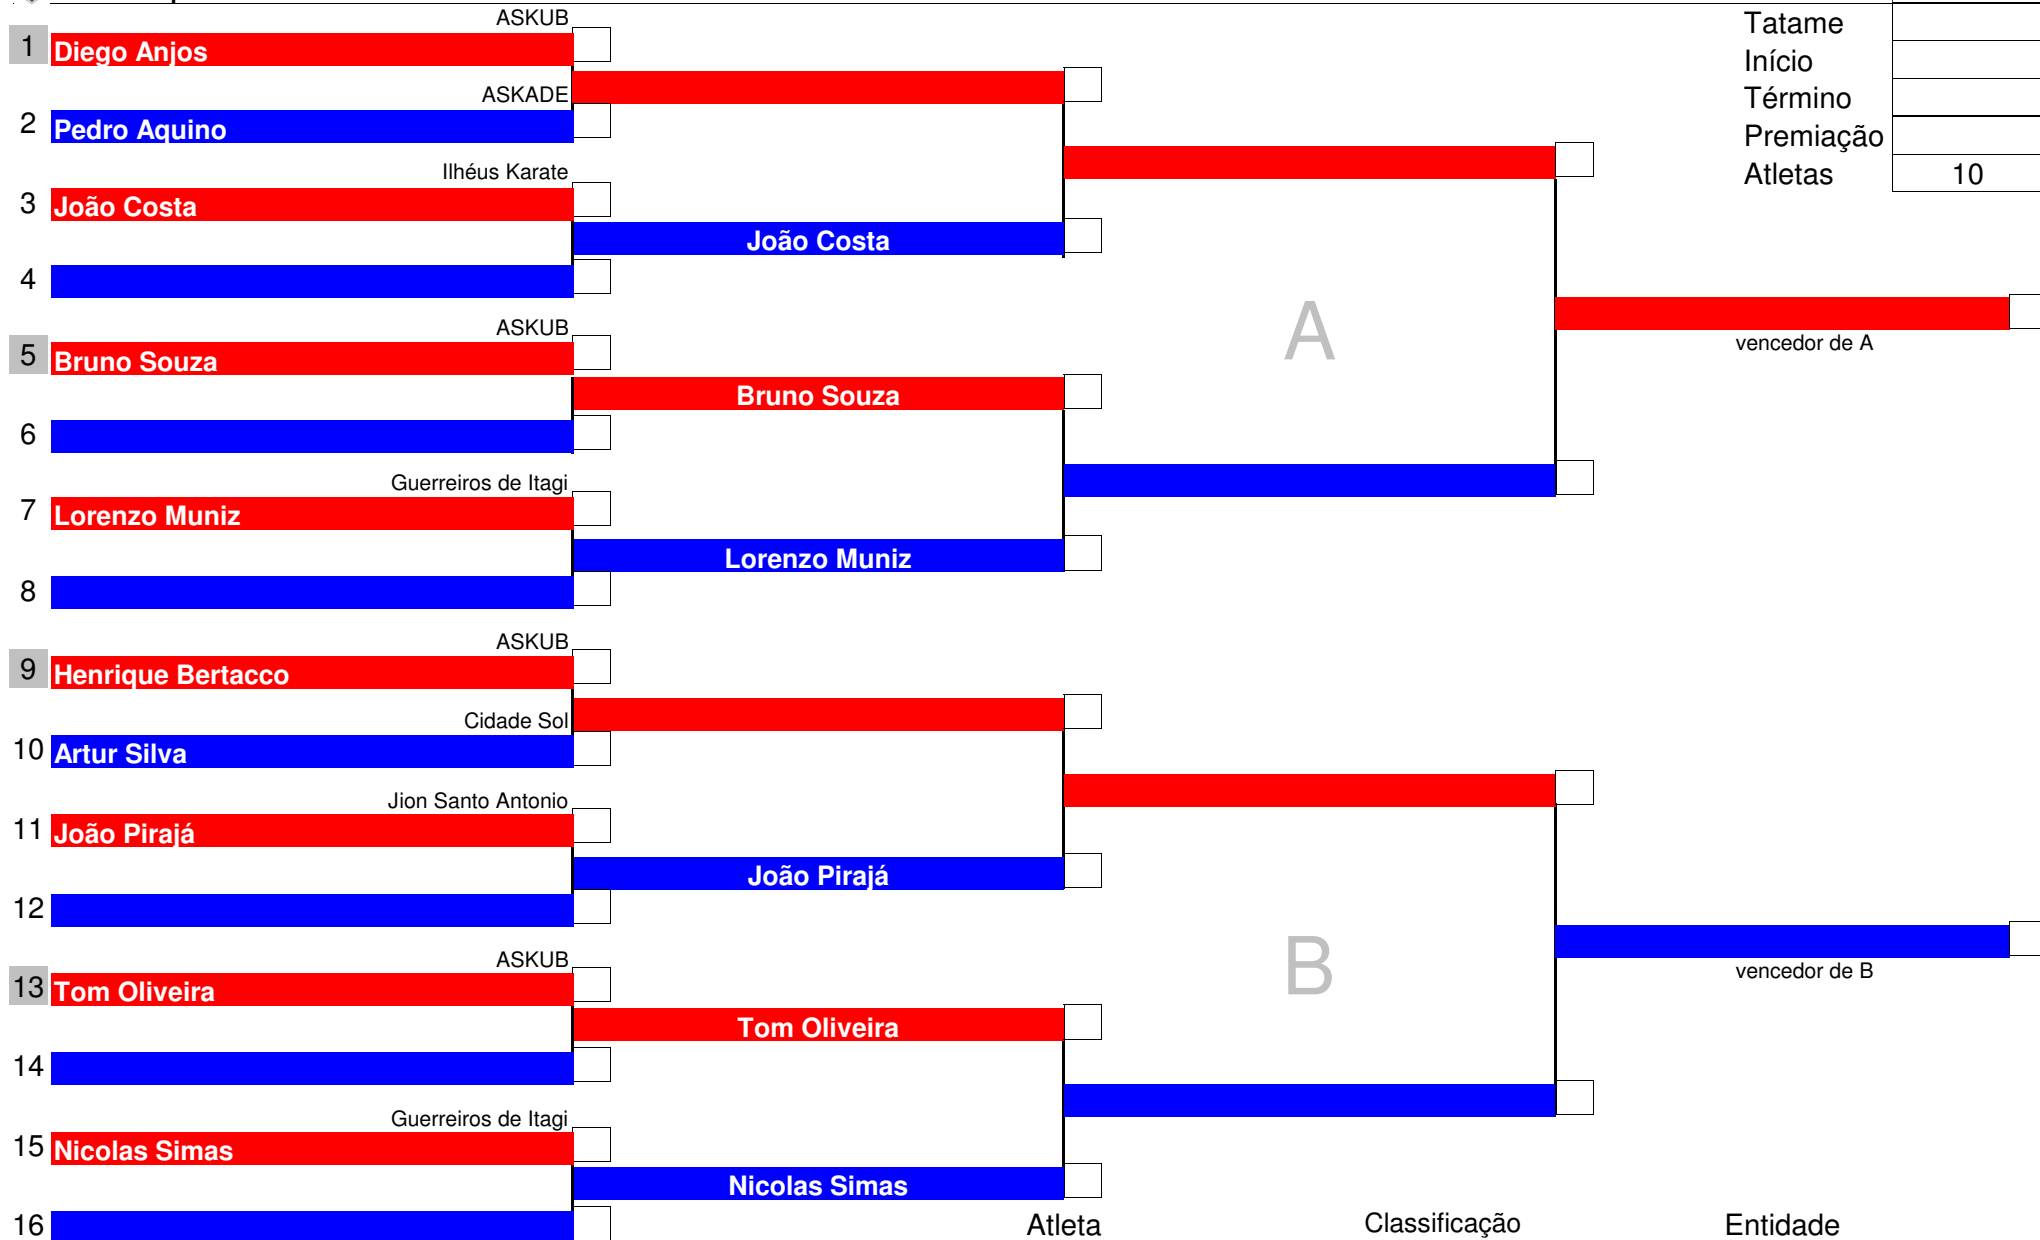 ASKUB
Tatame
1 Diego Anjos
Início
ASKADE
Término
2 Pedro Aquino
Premiação
Ilhéus Karate
Atletas 10
3 João Costa
João Costa
4
ASKUB
vencedor de A
5 Bruno Souza
A
Bruno Souza
6
Guerreiros de Itagi
7 Lorenzo Muniz
Lorenzo Muniz
8
ASKUB
9 Henrique Bertacco
Cidade Sol
10 Artur Silva
Jion Santo Antonio
11 João Pirajá
João Pirajá
12
ASKUB
B
vencedor de B
13 Tom Oliveira
Tom Oliveira
14
Guerreiros de Itagi
15 Nicolas Simas
Nicolas Simas
16
Atleta Classificação Entidade